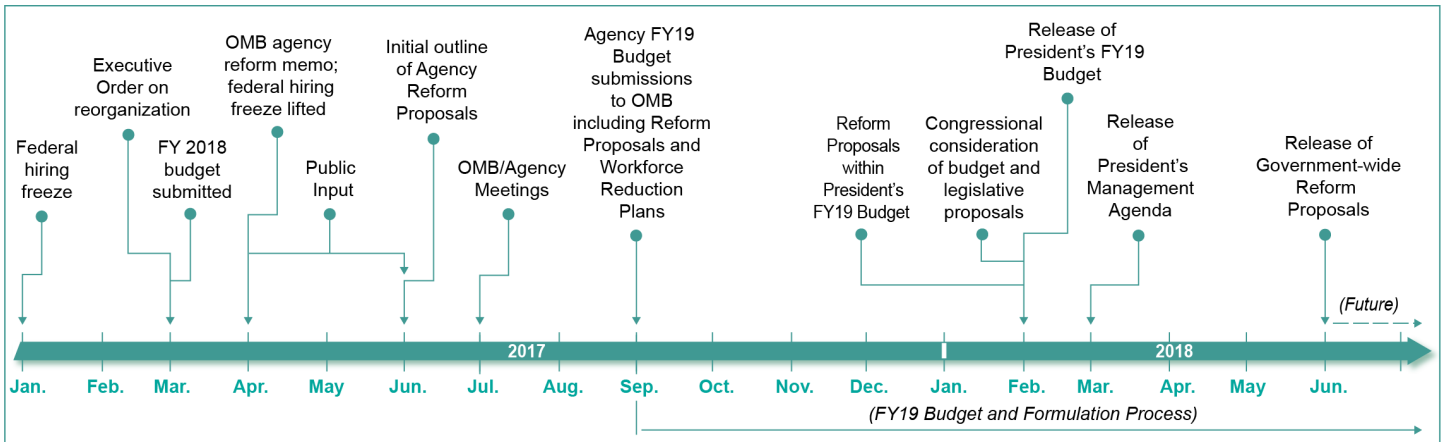 Federal
hiring
freeze
Executive
Order on
reorganization
FY 2018
budget
submitted
OMB agency
reform memo;
federal hiring
freeze lifted
Public
Input
Initial outline
of Agency
Reform
Proposals
OMB/Agency
Meetings
Agency FY19
Budget
submissions
to OMB
including Reform
Proposals and
Workforce
Reduction
Plans
Reform
Proposals
within
President’s
FY19 Budget
Congressional
consideration
of budget and
legislative
proposals
Release of
President’s FY19
Budget
Release
of
President’s
Management
Agenda
Release of
Government-wide
Reform
Proposals
(Future)
2017 2018
Jan. Feb. Mar. Apr. May Jun. Jul. Aug. Sep. Oct. Nov. Dec. Jan. Feb. Mar. Apr. May Jun.
(FY19 Budget and Formulation Process)